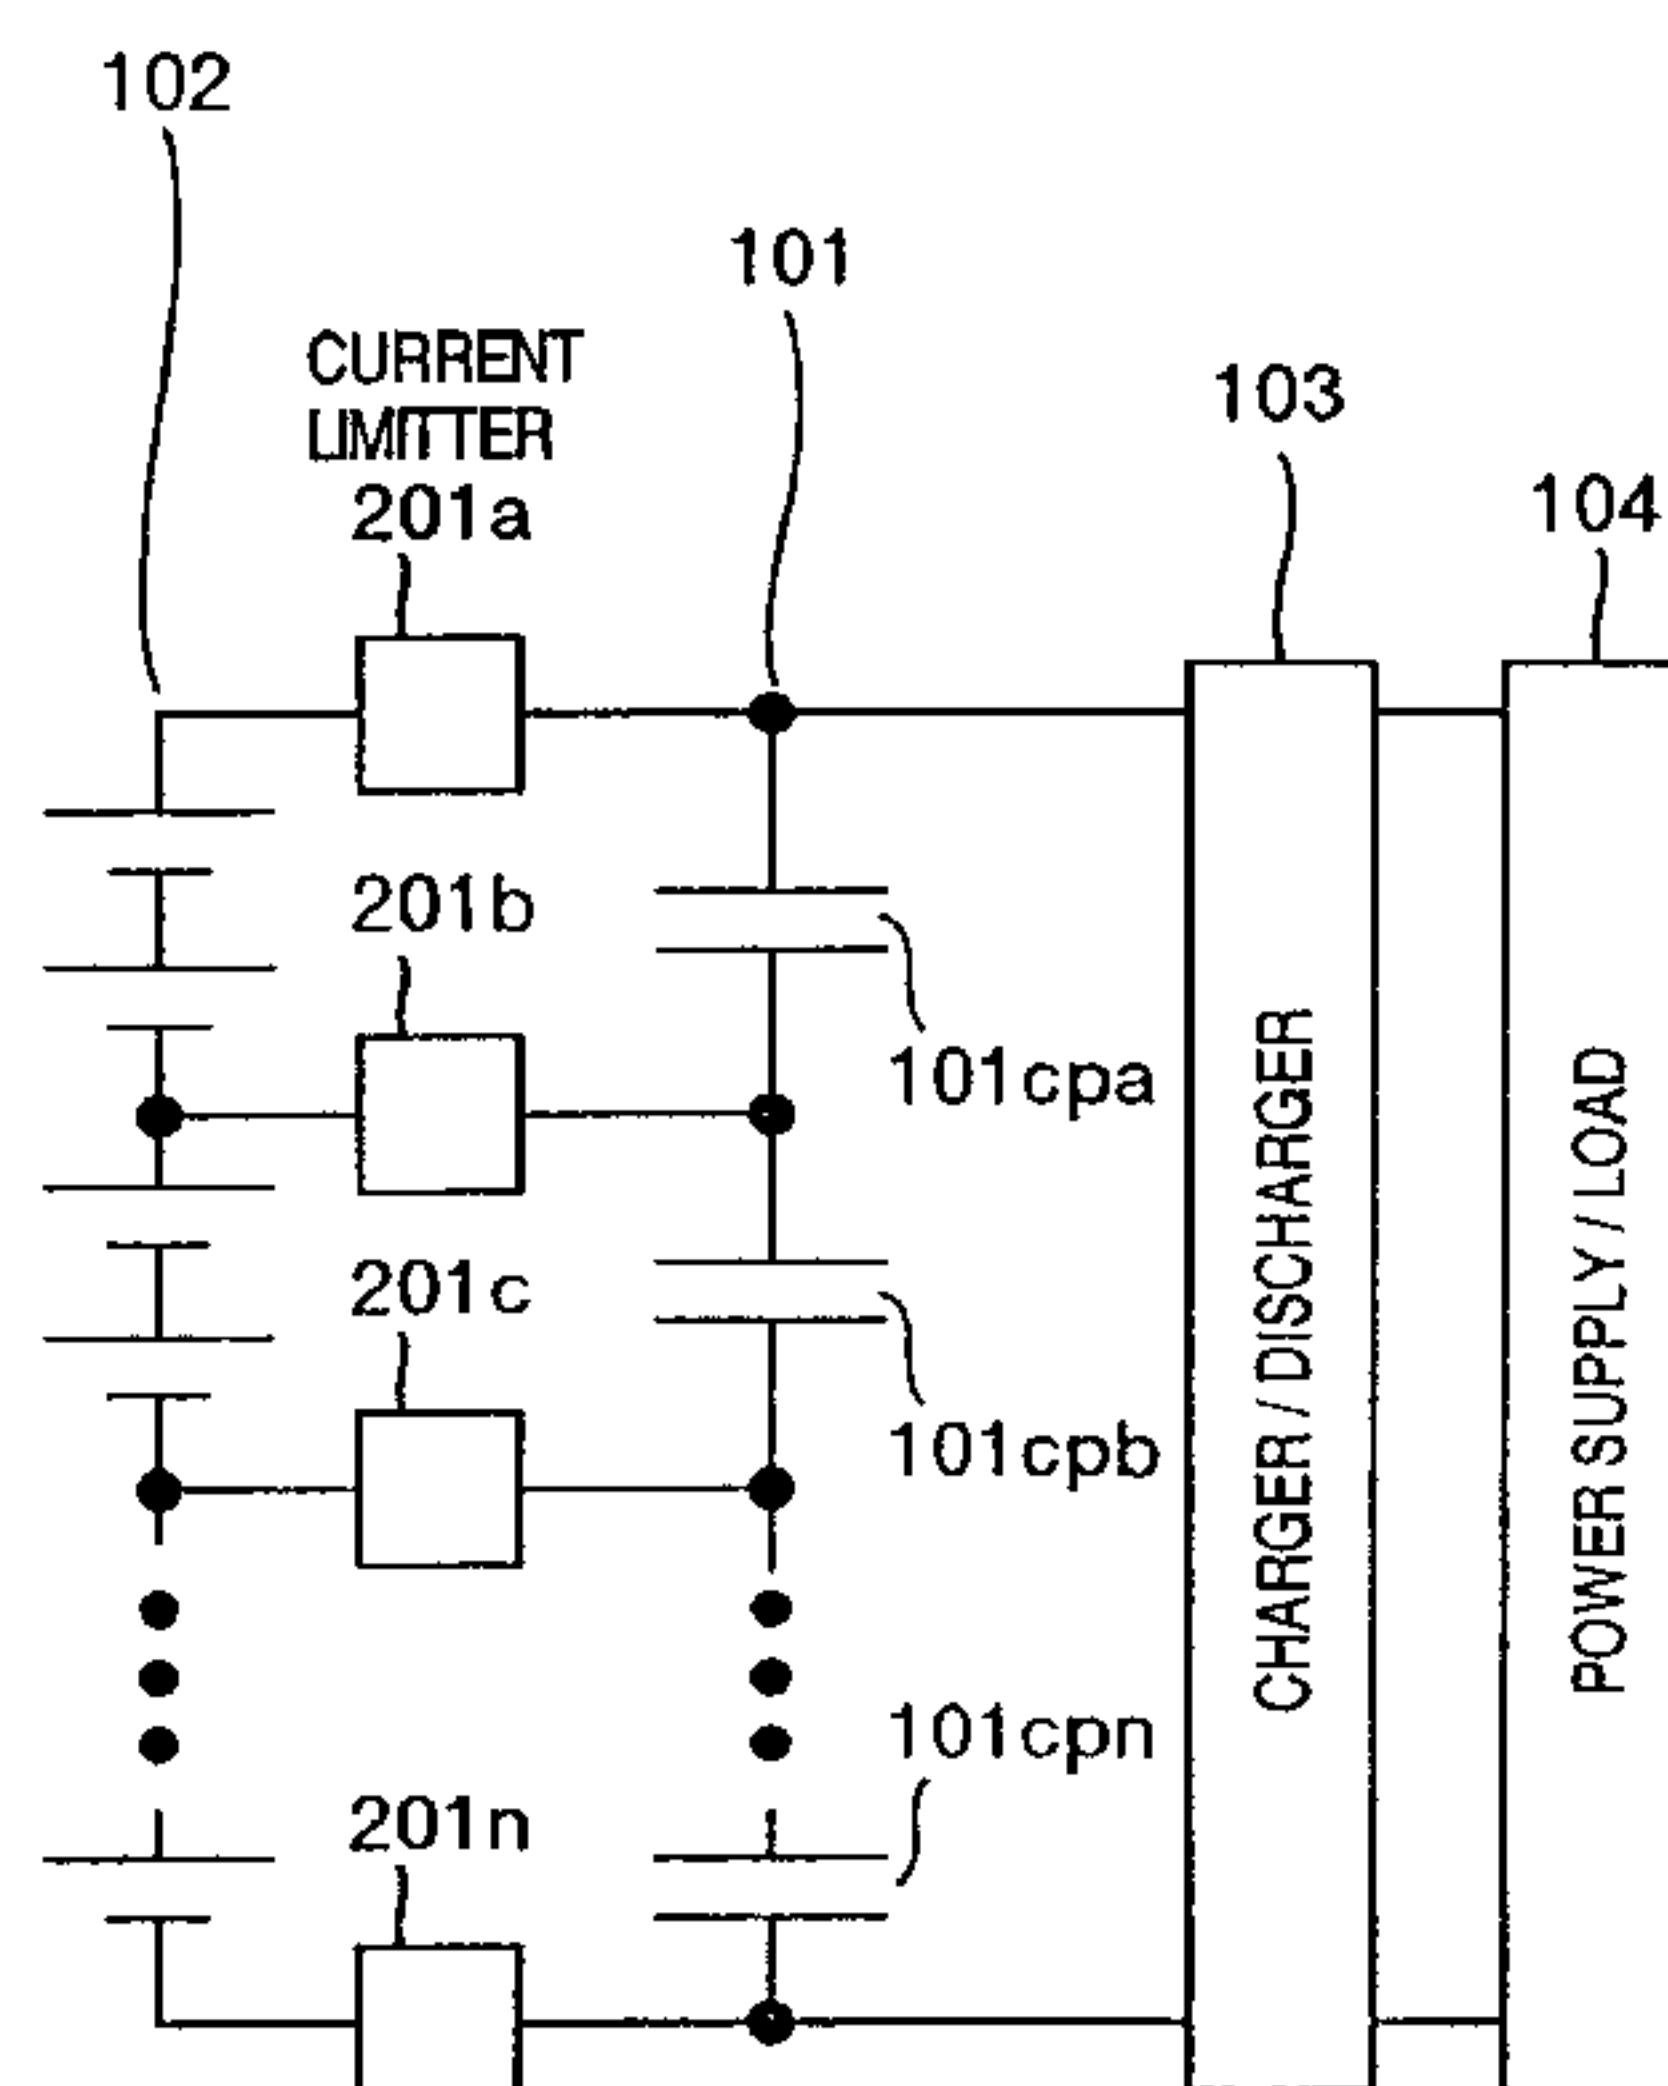 102
101
CURRENT
LIMITTER
201a
103
104
201b
101cpa
201c
101cpb
CHARGER / DISCHARGER
POWER SUPPLY / LOAD
101cpn
201n